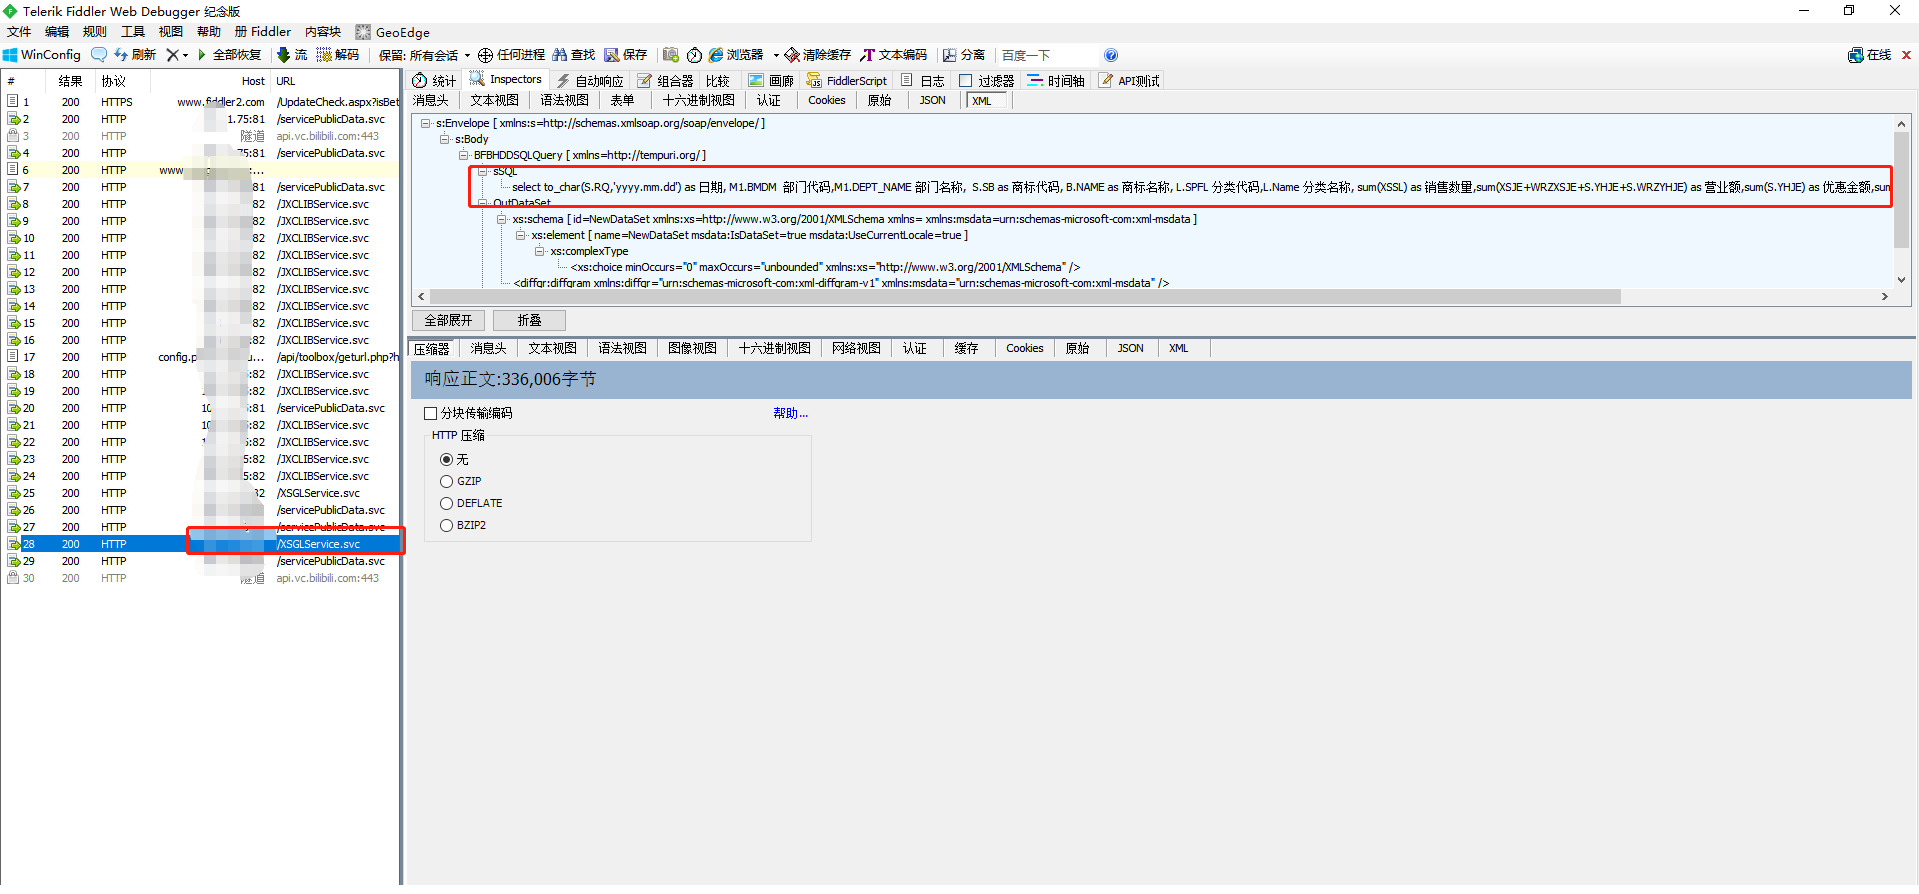 Telerik Fiddler Web Debugger 纪念版
文件 编辑 规则 工具 视图 帮助 册 Fiddler 内容块 GeoEdge
WinConfig 刷新 全部恢复 流 解码 保留: 所有会话 任何进程 查找 保存 浏览器 清除缓存 文本编码 分离 百度一下 在线
# 结果 协议 Host URL
1 200 HTTPS www.fiddler2.com /UpdateCheck.aspx?isBet
2 200 HTTP 1.75:81 /servicePublicData.svc
3 200 HTTP 隧道 api.vc.bilibili.com:443
4 200 HTTP 75:81 /servicePublicData.svc
6 200 HTTP www... :...
7 200 HTTP 81 /servicePublicData.svc
8 200 HTTP 82 /JXCLIBService.svc
9 200 HTTP 82 /JXCLIBService.svc
10 200 HTTP 82 /JXCLIBService.svc
11 200 HTTP 82 /JXCLIBService.svc
12 200 HTTP 82 /JXCLIBService.svc
13 200 HTTP 82 /JXCLIBService.svc
14 200 HTTP 82 /JXCLIBService.svc
15 200 HTTP 82 /JXCLIBService.svc
16 200 HTTP 82 /JXCLIBService.svc
17 200 HTTP config.p u... /api/toolbox/geturl.php?h
18 200 HTTP :82 /JXCLIBService.svc
19 200 HTTP 5:82 /JXCLIBService.svc
20 200 HTTP 10 5:81 /servicePublicData.svc
21 200 HTTP 10 5:82 /JXCLIBService.svc
22 200 HTTP 5:82 /JXCLIBService.svc
23 200 HTTP 5:82 /JXCLIBService.svc
24 200 HTTP 5:82 /JXCLIBService.svc
25 200 HTTP 32 /XSGLService.svc
26 200 HTTP /servicePublicData.svc
27 200 HTTP /servicePublicData.svc
28 200 HTTP /XSGLService.svc
29 200 HTTP /servicePublicData.svc
30 200 HTTP 隧道 api.vc.bilibili.com:443
统计 Inspectors 自动响应 组合器 比较 画廊 FiddlerScript 日志 过滤器 时间轴 API测试
消息头 文本视图 语法视图 表单 十六进制视图 认证 Cookies 原始 JSON XML
s:Envelope [ xmlns:s=http://schemas.xmlsoap.org/soap/envelope/ ]
s:Body
BFBHDDSQLQuery [ xmlns=http://tempuri.org/ ]
sSQL
select to_char(S.RQ,'yyyy.mm.dd') as 日期, M1.BMDM 部门代码,M1.DEPT_NAME 部门名称, S.SB as 商标代码, B.NAME as 商标名称, L.SPFL 分类代码,L.Name 分类名称, sum(XSSL) as 销售数量,sum(XSJE+WRZXSJE+S.YHJE+S.WRZYHJE) as 营业额,sum(S.YHJE) as 优惠金额,sum
OutDataSet
xs:schema [ id=NewDataSet xmlns:xs=http://www.w3.org/2001/XMLSchema xmlns= xmlns:msdata=urn:schemas-microsoft-com:xml-msdata ]
xs:element [ name=NewDataSet msdata:IsDataSet=true msdata:UseCurrentLocale=true ]
xs:complexType
<xs:choice minOccurs="0" maxOccurs="unbounded" xmlns:xs="http://www.w3.org/2001/XMLSchema" />
<diffgr:diffgram xmlns:diffgr="urn:schemas-microsoft-com:xml-diffgram-v1" xmlns:msdata="urn:schemas-microsoft-com:xml-msdata" />
全部展开 折叠
压缩器 消息头 文本视图 语法视图 图像视图 十六进制视图 网络视图 认证 缓存 Cookies 原始 JSON XML
响应正文:336,006字节
分块传输编码 帮助...
HTTP 压缩
无
GZIP
DEFLATE
BZIP2